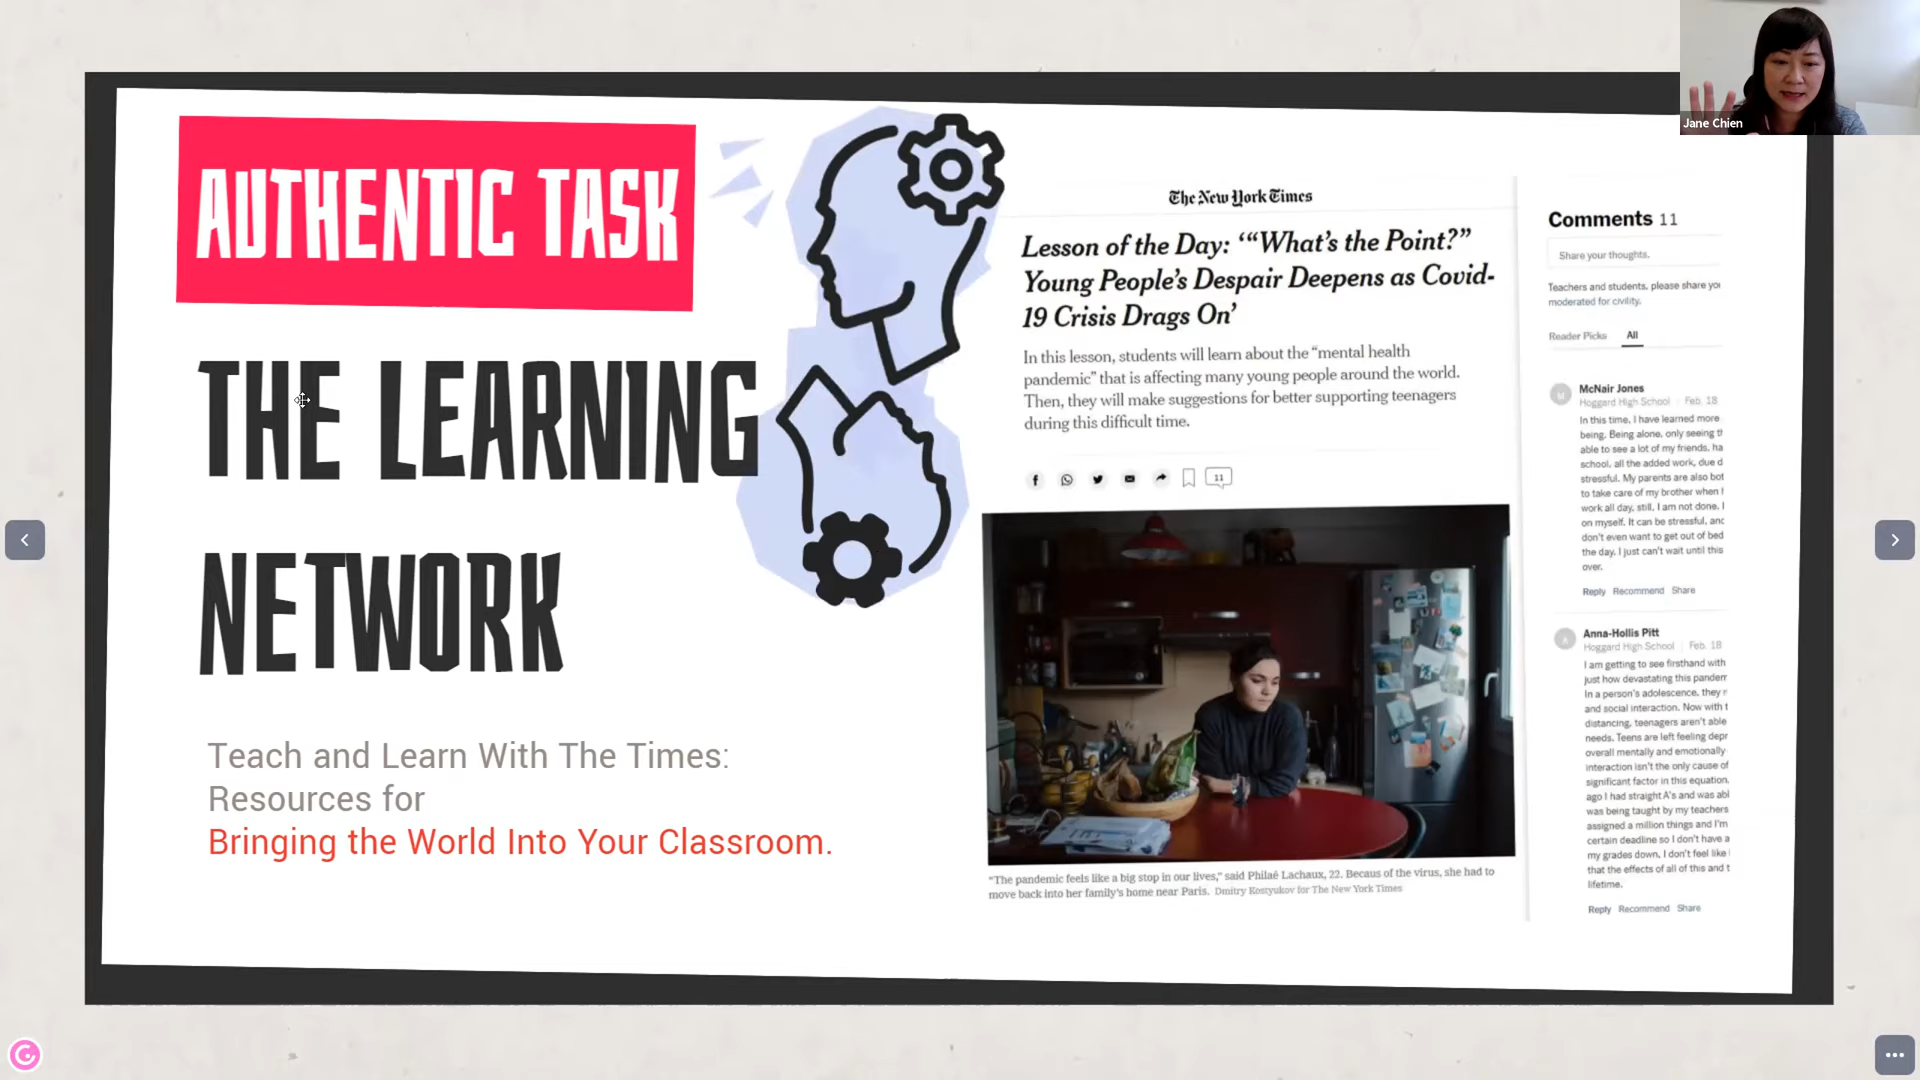 Jane Chien
AUTHENTIC TASK
THE LEARNING
NETWORK
Teach and Learn With The Times:
Resources for
Bringing the World Into Your Classroom.
The New York Times
Lesson of the Day: ‘“What’s the Point?”
Young People’s Despair Deepens as Covid-
19 Crisis Drags On’
In this lesson, students will learn about the “mental health
pandemic” that is affecting many young people around the world.
Then, they will make suggestions for better supporting teenagers
during this difficult time.
11
“The pandemic feels like a big stop in our lives,” said Philaé Lachaux, 22. Becaus of the virus, she had to
move back into her family’s home near Paris. Dmitry Kostyukov for The New York Times
Comments 11
Share your thoughts.
Teachers and students, please share you
moderated for civility.
Reader Picks All
McNair Jones
Hoggard High School | Feb. 18
In this time, I have learned more
being. Being alone, only seeing
able to see a lot of my friends, ha
school, all the added work, due d
stressful. My parents are also bot
to take care of my brother when
work all day, still, I am not done.
on myself. It can be stressful, and
don’t even want to get out of bed
the day. I just can’t wait until this
over.
Reply Recommend Share
Anna-Hollis Pitt
Hoggard High School | Feb. 18
I am getting to see firsthand with
just how devastating this pandem
In a person’s adolescence, they
and social interaction. Now with t
distancing, teenagers aren’t able
needs. Teens are left feeling depr
overall mentally and emotionally
interaction isn’t the only cause of
significant factor in this equation.
ago I had straight A’s and was abl
was being taught by my teachers
assigned a million things and I’m
certain deadline so I don’t have a
my grades down, I don’t feel like
that the effects of all of this and t
lifetime.
Reply Recommend Share